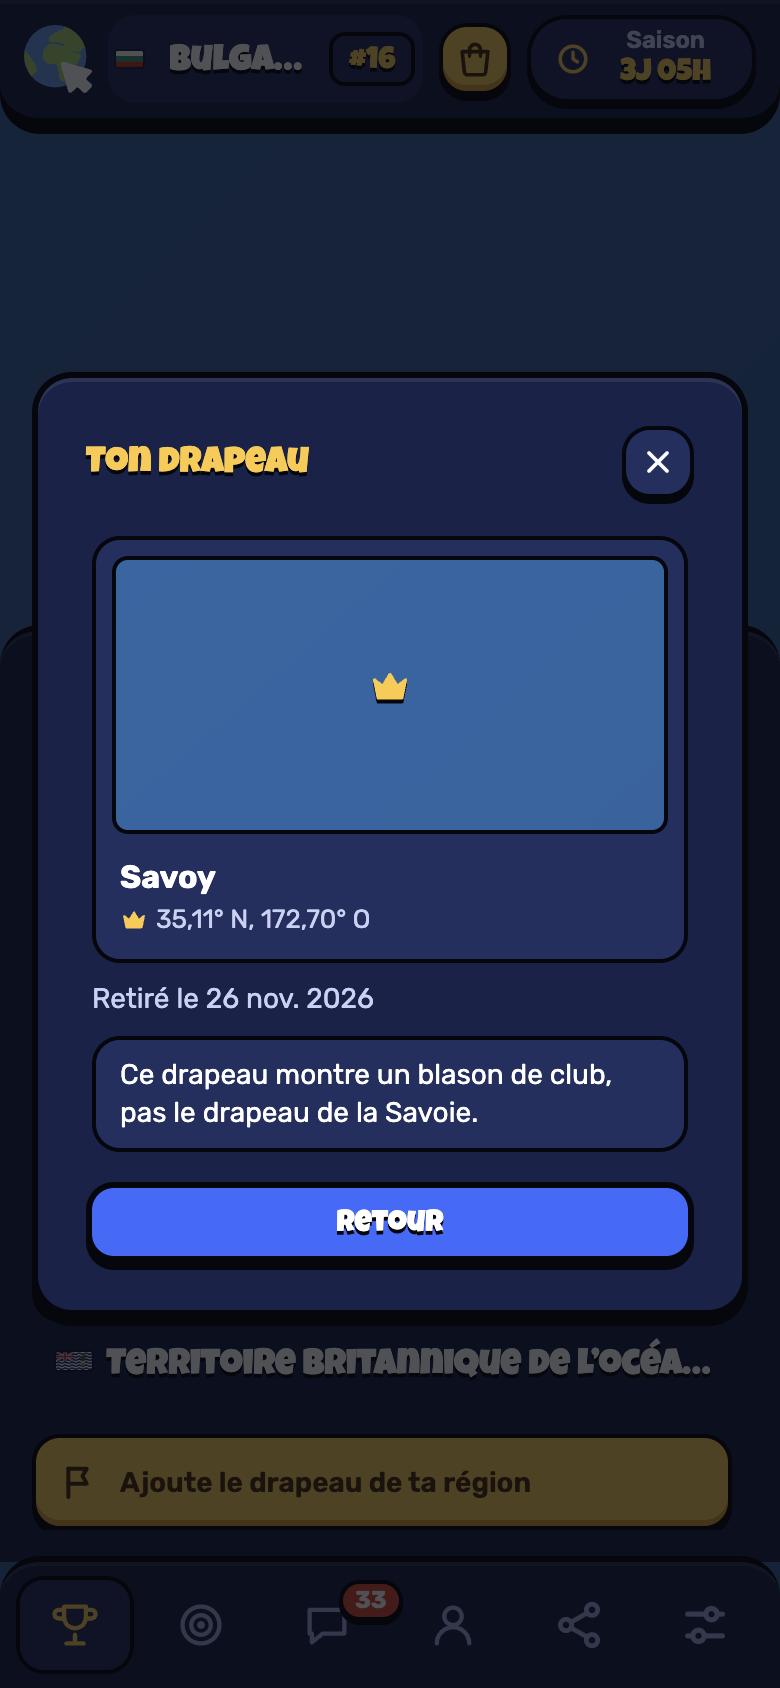 BULGA...
#16
Saison
3J 05H
Ton drapeau
Savoy
35,11° N, 172,70° O
Retiré le 26 nov. 2026
Ce drapeau montre un blason de club,
pas le drapeau de la Savoie.
Retour
Territoire britannique de l'océa...
Ajoute le drapeau de ta région
33